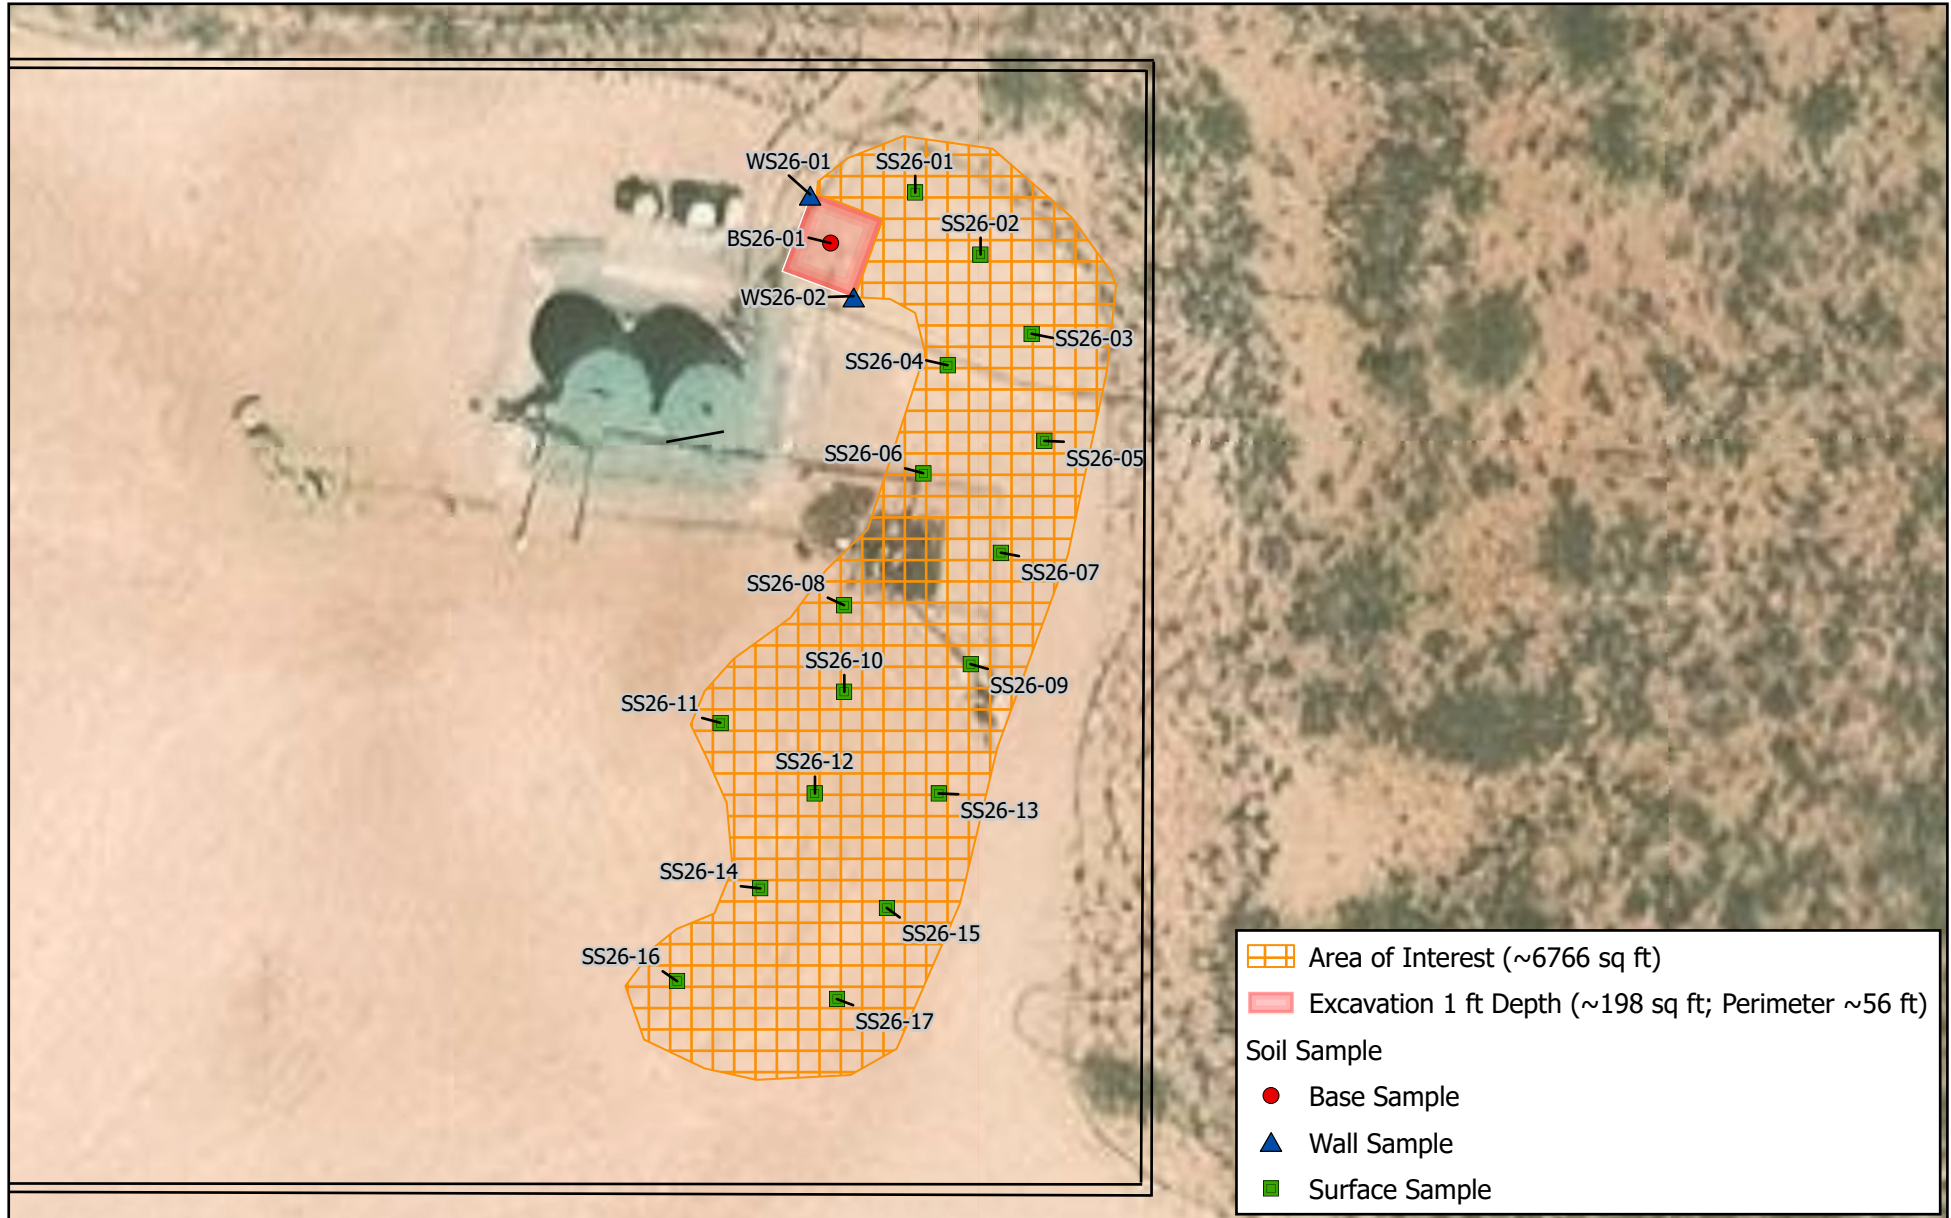 WS26-01
SS26-01
SS26-02
BS26-01
WS26-02
SS26-03
SS26-04
SS26-06
SS26-05
SS26-07
SS26-08
SS26-10
SS26-09
SS26-11
SS26-12
SS26-13
SS26-14
SS26-15
SS26-16
SS26-17
Area of Interest (~6766 sq ft)
Excavation 1 ft Depth (~198 sq ft; Perimeter ~56 ft)
Soil Sample
Base Sample
Wall Sample
Surface Sample